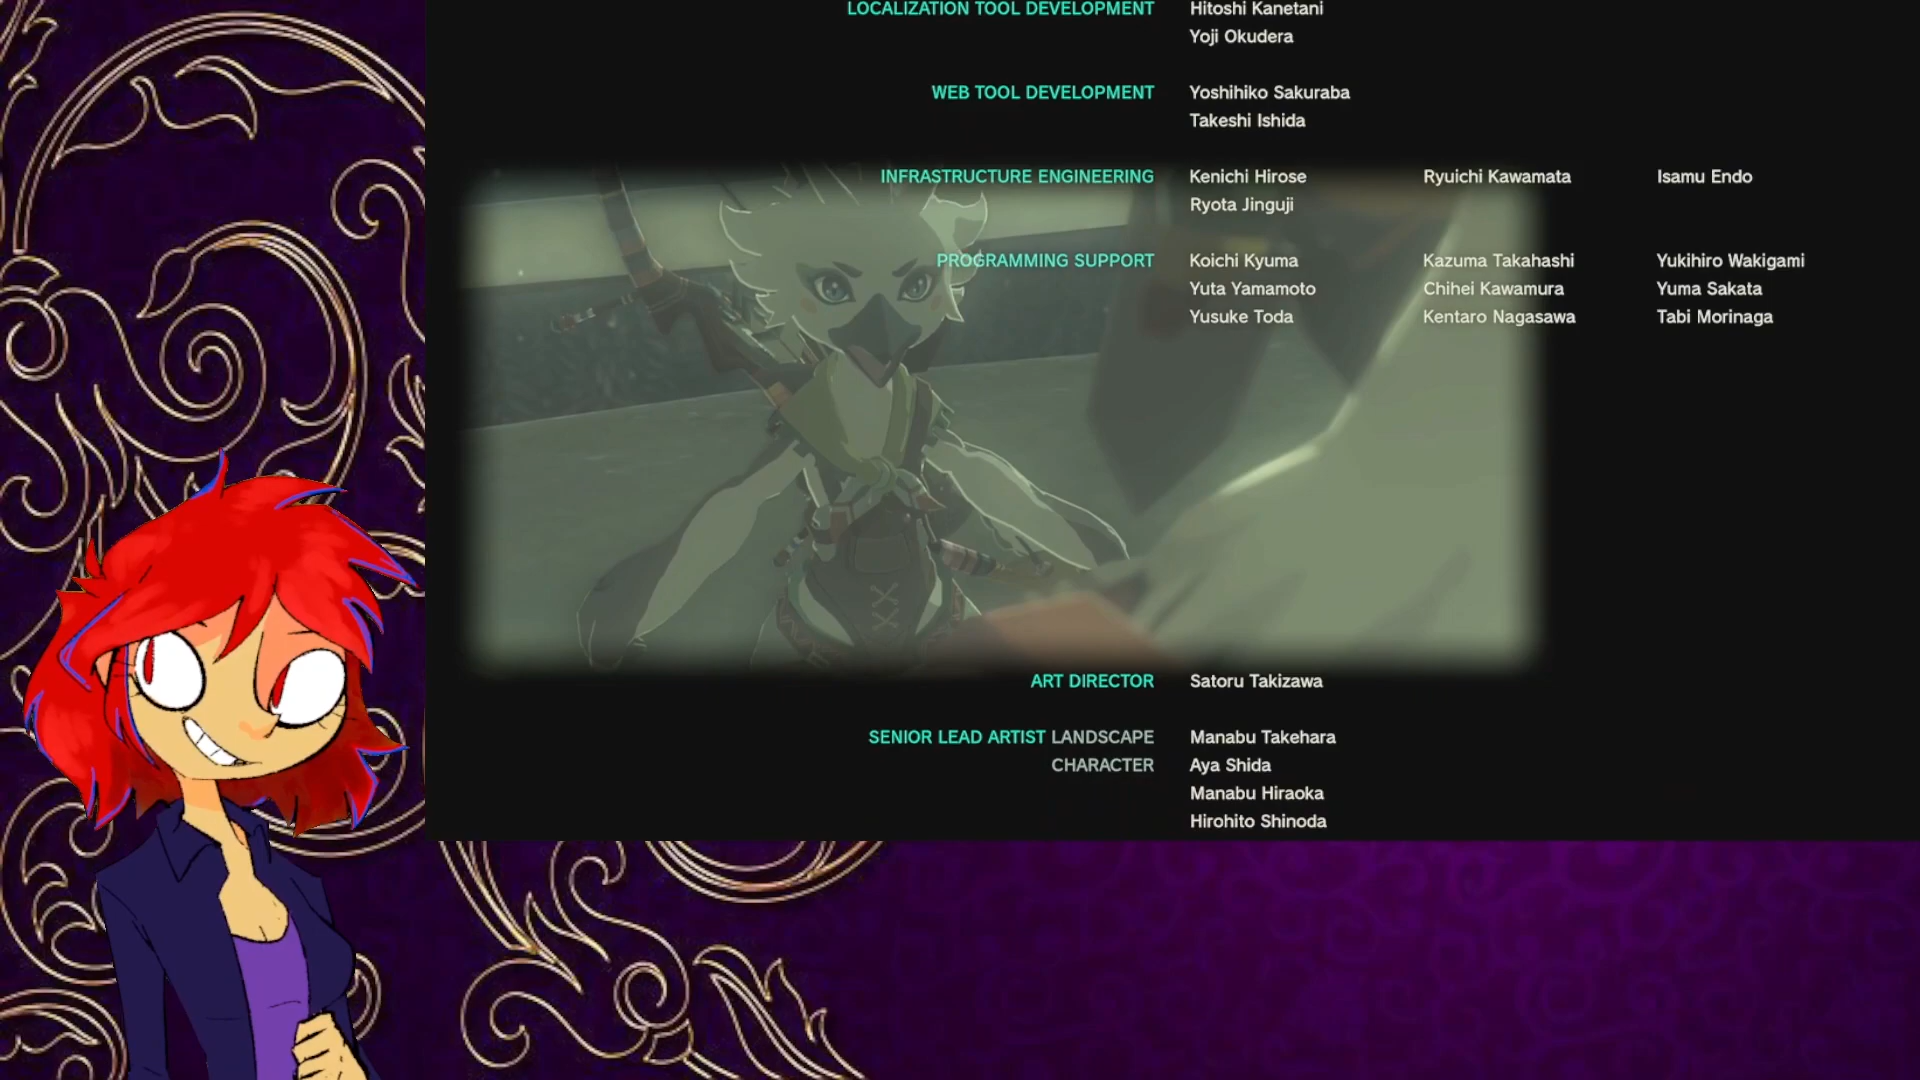 LOCALIZATION TOOL DEVELOPMENT Hitoshi Kanetani
Yoji Okudera
WEB TOOL DEVELOPMENT Yoshihiko Sakuraba
Takeshi Ishida
INFRASTRUCTURE ENGINEERING Kenichi Hirose Ryuichi Kawamata Isamu Endo
Ryota Jinguji
PROGRAMMING SUPPORT Koichi Kyuma Kazuma Takahashi Yukihiro Wakigami
Yuta Yamamoto Chihei Kawamura Yuma Sakata
Yusuke Toda Kentaro Nagasawa Tabi Morinaga
ART DIRECTOR Satoru Takizawa
SENIOR LEAD ARTIST LANDSCAPE Manabu Takehara
CHARACTER Aya Shida
Manabu Hiraoka
Hirohito Shinoda